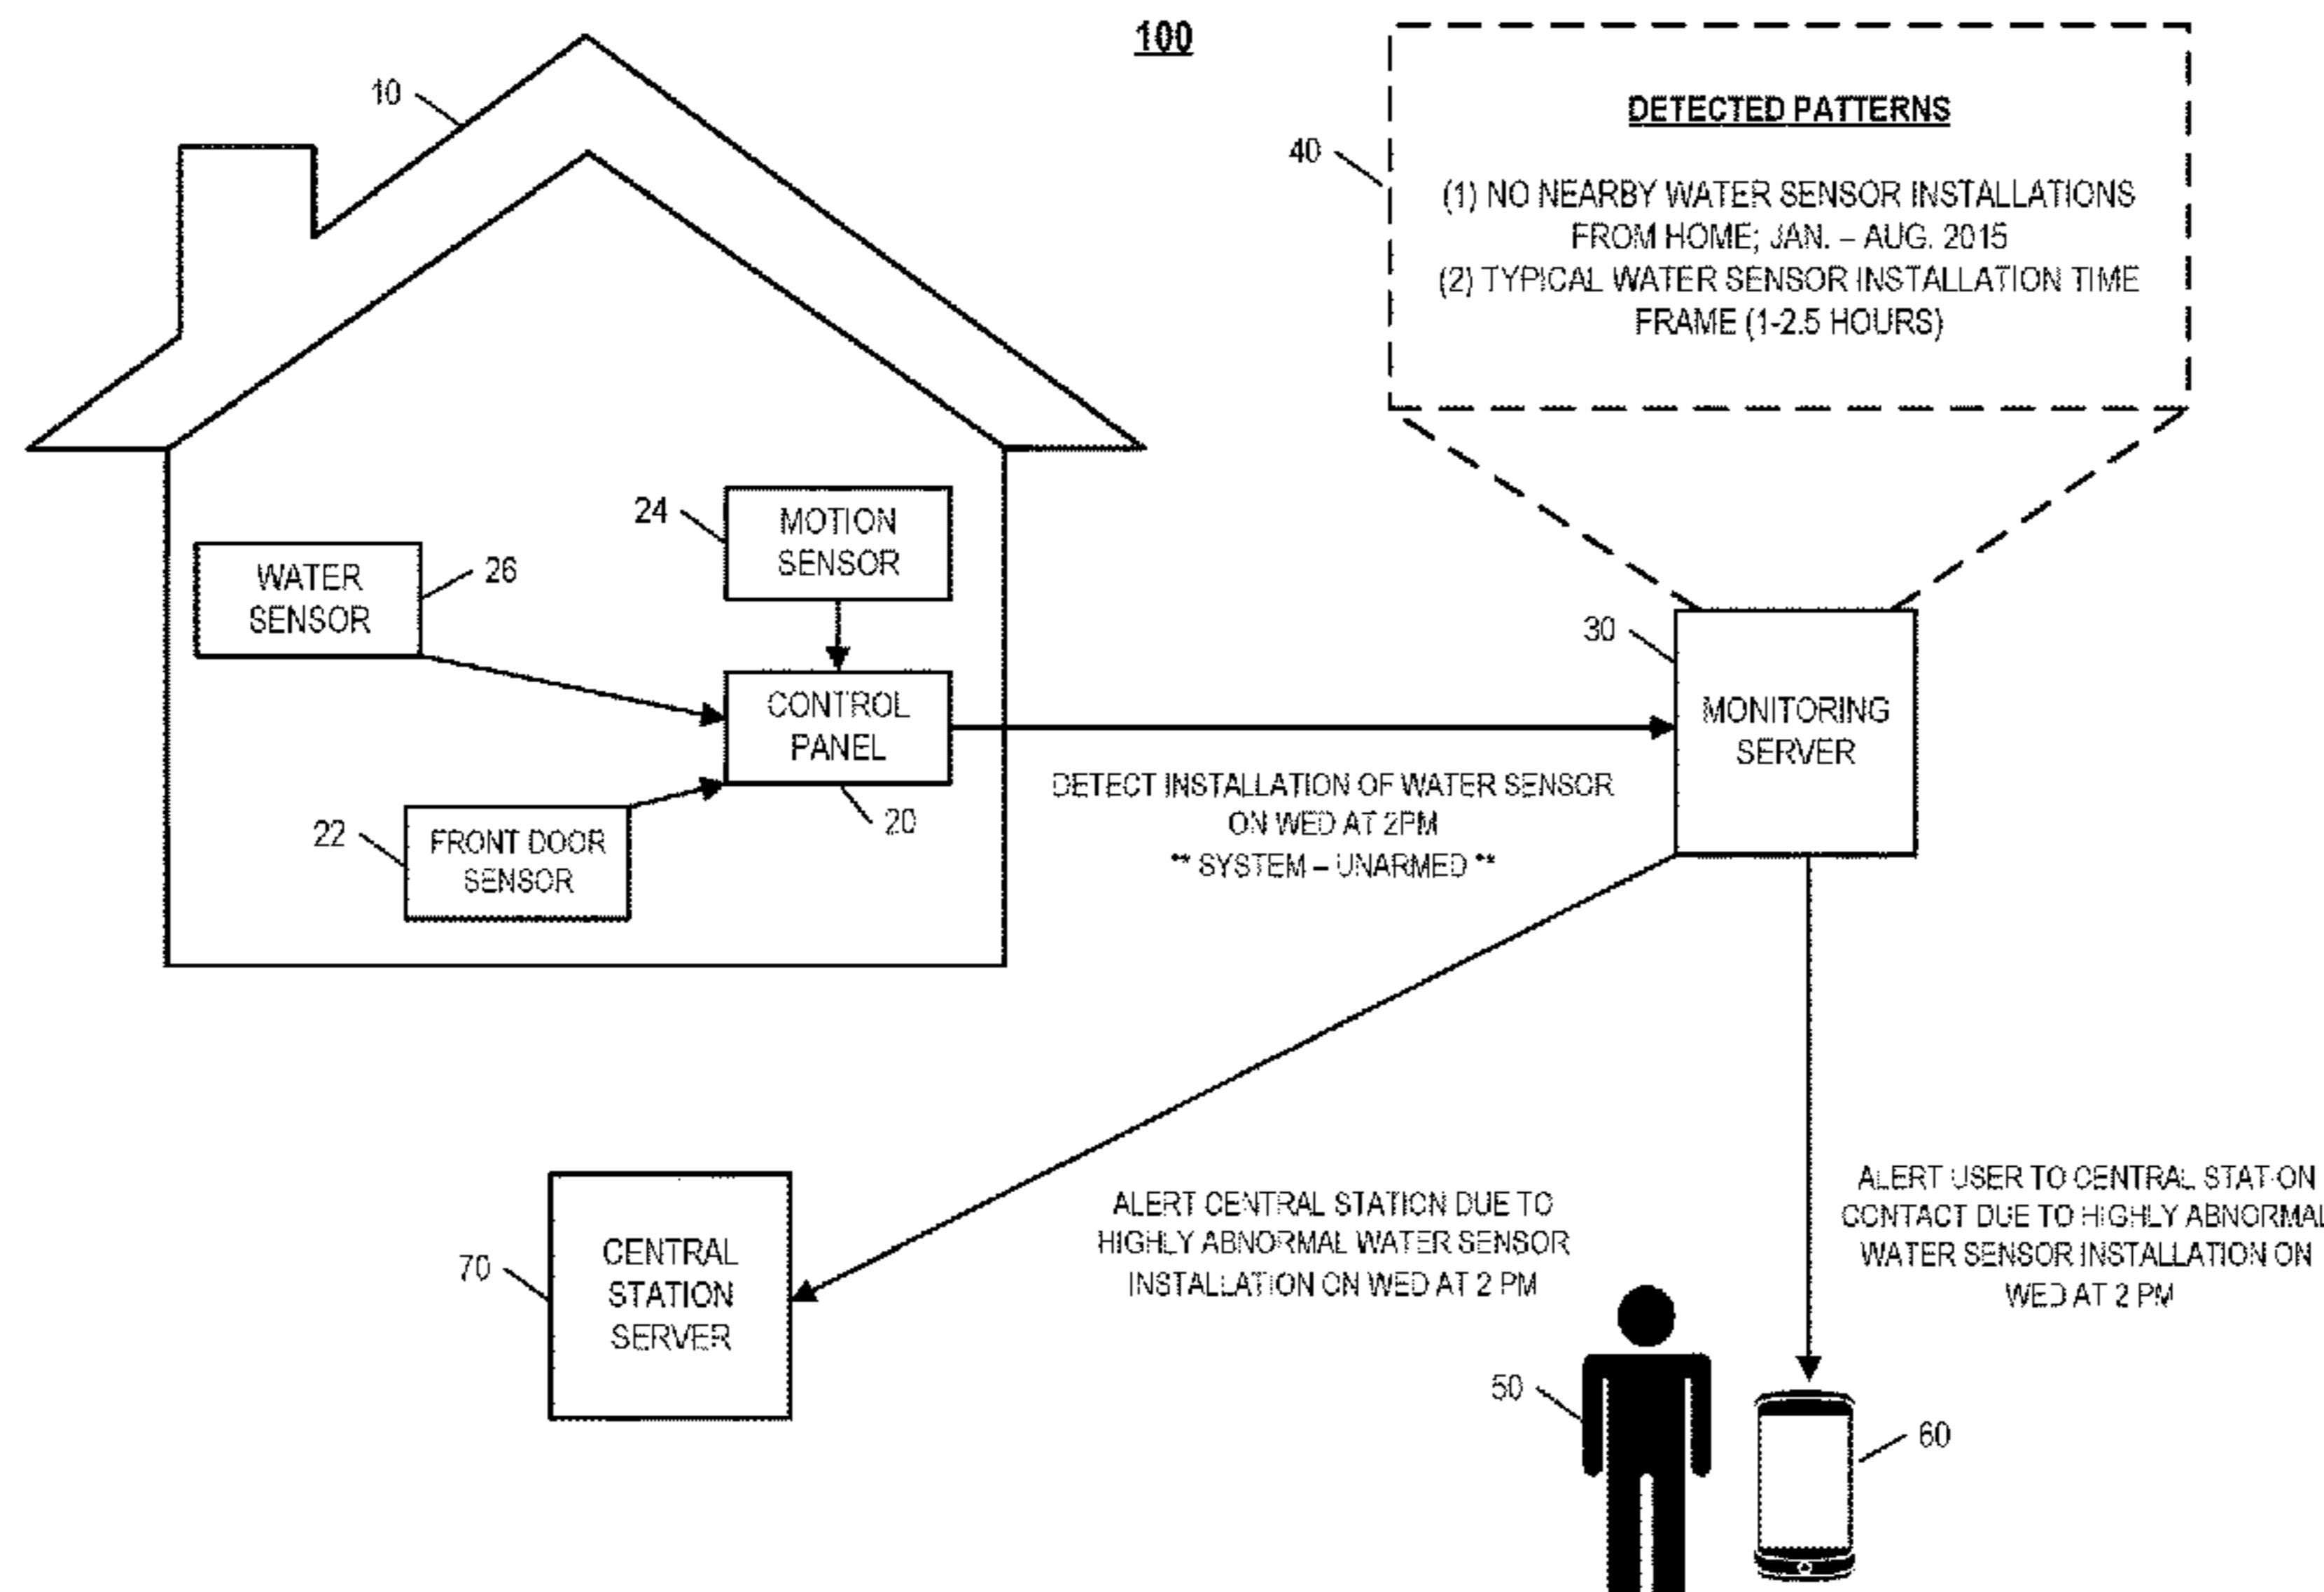 100
10
DETECTED PATTERNS
40
(1) NO NEARBY WATER SENSOR INSTALLATIONS
FROM HOME; JAN. – AUG. 2015
(2) TYPICAL WATER SENSOR INSTALLATION TIME
FRAME (1-2.5 HOURS)
24
MOTION
SENSOR
WATER
SENSOR
26
30
CONTROL
PANEL
MONITORING
SERVER
20
22
FRONT DOOR
SENSOR
DETECT INSTALLATION OF WATER SENSOR
ON WED AT 2PM
** SYSTEM – UNARMED **
70
CENTRAL
STATION
SERVER
ALERT CENTRAL STATION DUE TO
HIGHLY ABNORMAL WATER SENSOR
INSTALLATION ON WED AT 2 PM
ALERT USER TO CENTRAL STATION
CONTACT DUE TO HIGHLY ABNORMAL
WATER SENSOR INSTALLATION ON
WED AT 2 PM
50
60